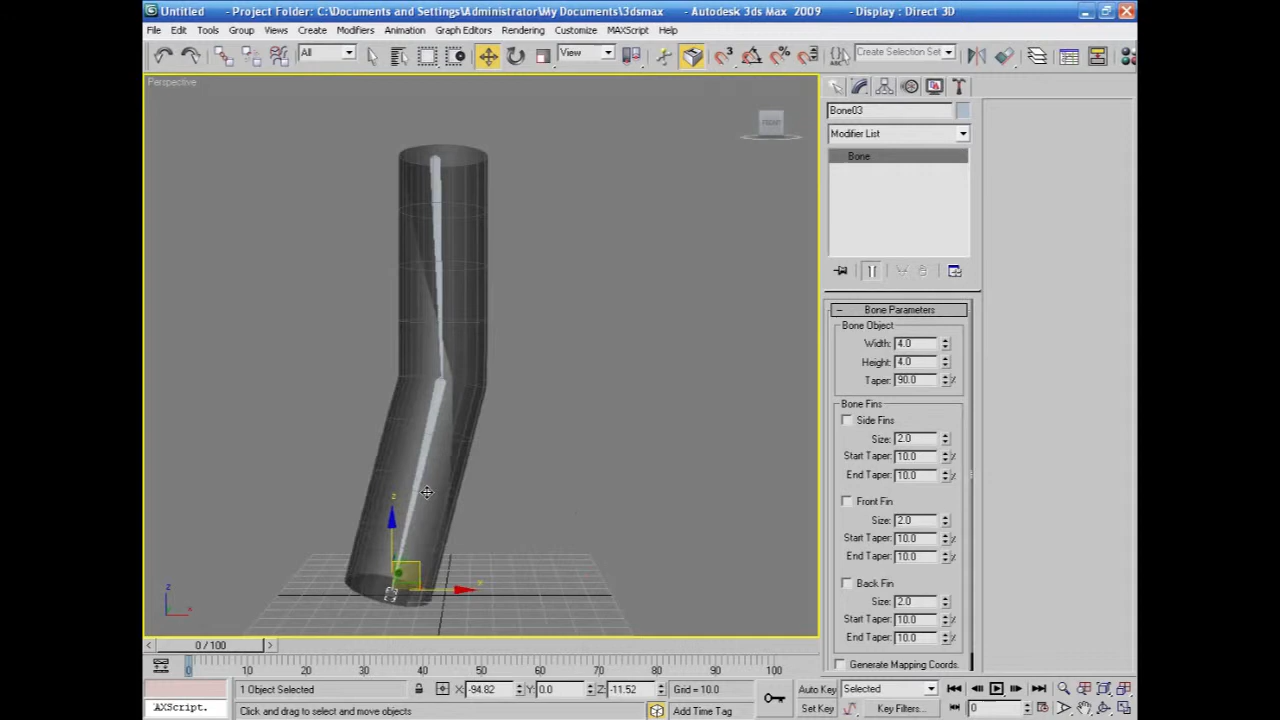 Untitled - Project Folder: C:\Documents and Settings\Administrator\My Documents\3dsmax - Autodesk 3ds Max 2009 - Display : Direct 3D
File Edit Tools Group Views Create Modifiers Animation Graph Editors Rendering Customize MAXScript Help
All View Create Selection Set
Perspective
FRONT
Bone03
Modifier List
Bone
Bone Parameters
Bone Object
Width: 4.0
Height: 4.0
Taper: 90.0 %
Bone Fins
Side Fins
Size: 2.0
Start Taper: 10.0 %
End Taper: 10.0 %
Front Fin
Size: 2.0
Start Taper: 10.0 %
End Taper: 10.0 %
Back Fin
Size: 2.0
Start Taper: 10.0 %
End Taper: 10.0 %
Generate Mapping Coords.
z
x
z
x
0 / 100
0 10 20 30 40 50 60 70 80 90 100
1 Object Selected X: -94.82 Y: 0.0 Z: -11.52 Grid = 10.0 Auto Key Selected
'AXScript. Click and drag to select and move objects Add Time Tag Set Key Key Filters... 0